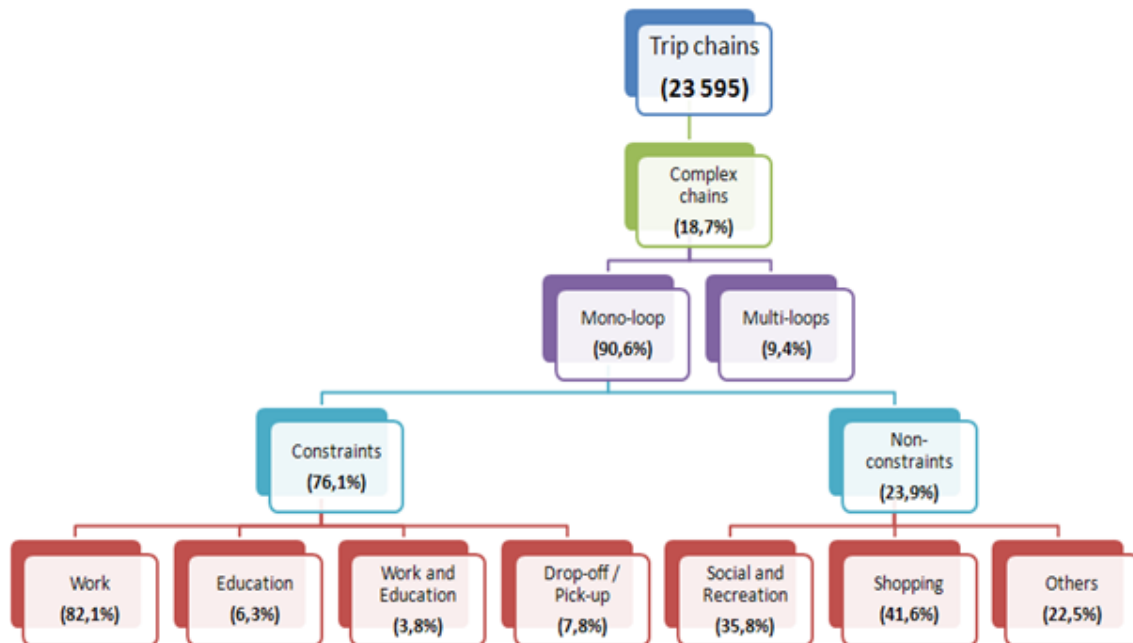 Trip chains
(23 595)
Complex
chains
(18,7%)
Mono-loop
(90,6%)
Multi-loops
(9,4%)
Constraints
(76,1%)
Non-
constraints
(23,9%)
Work
(82,1%)
Education
(6,3%)
Work and
Education
(3,8%)
Drop-off /
Pick-up
(7,8%)
Social and
Recreation
(35,8%)
Shopping
(41,6%)
Others
(22,5%)